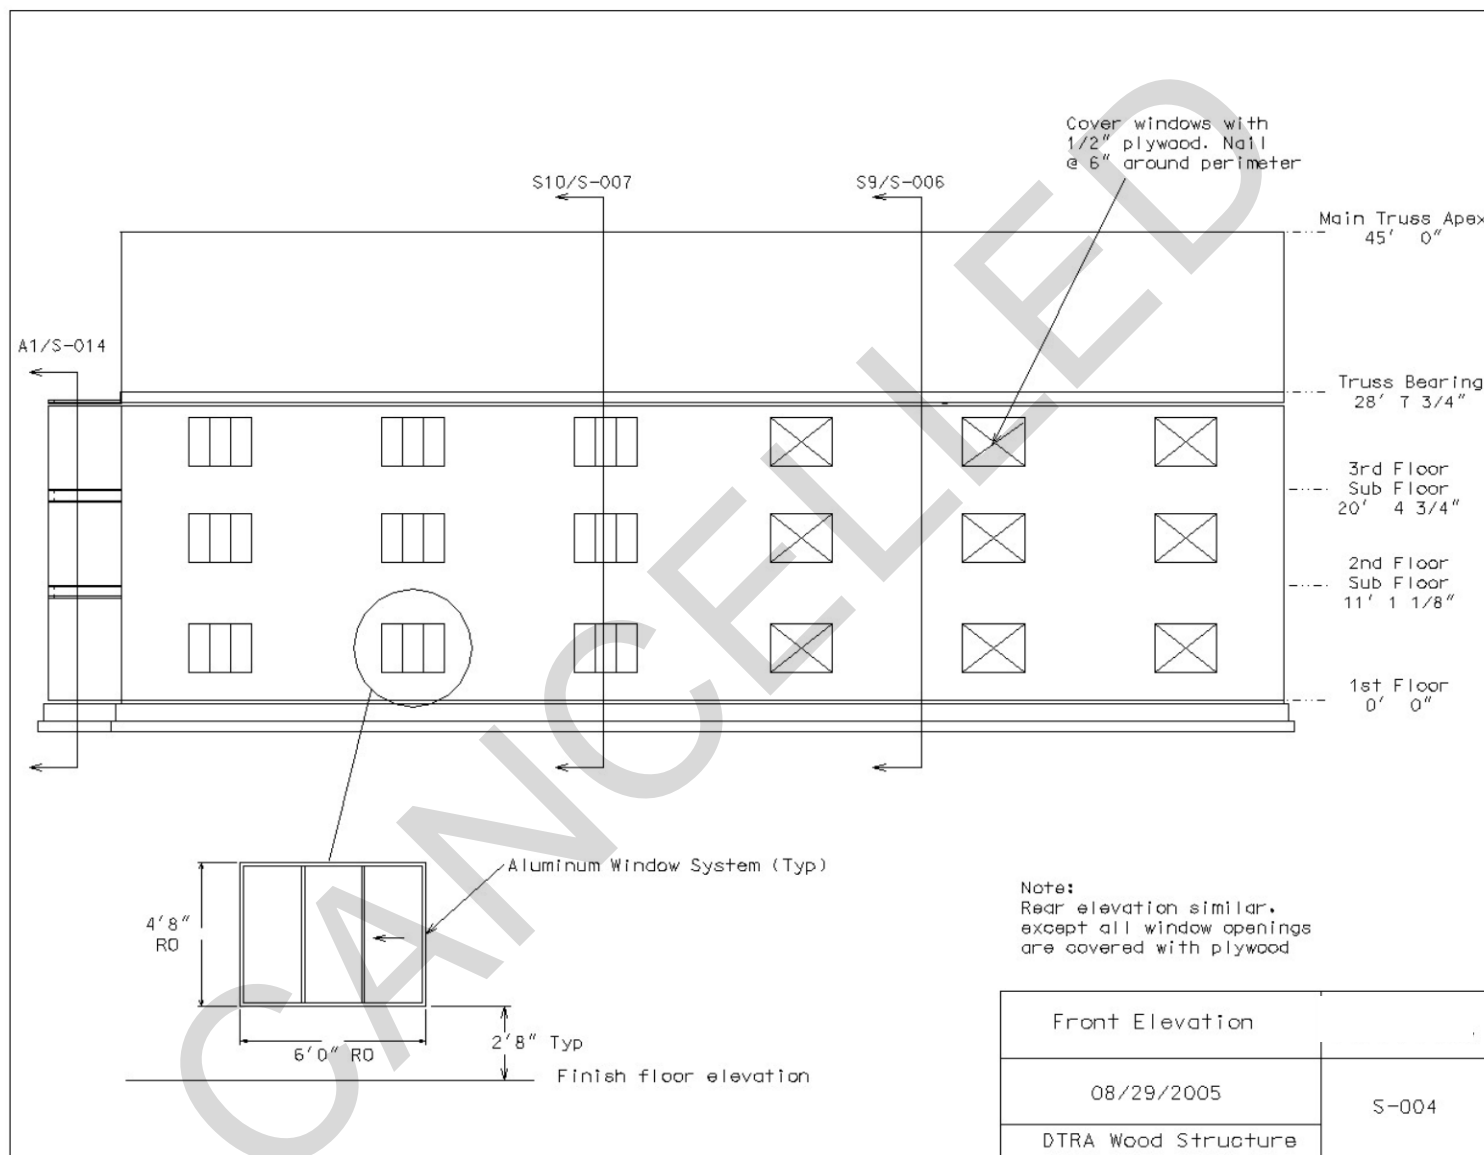 Cover windows with
1/2" plywood. Nail
@ 6" around perimeter
S10/S-007
S9/S-006
Main Truss Apex
45' 0"
A1/S-014
Truss Bearing
28' 7 3/4"
3rd Floor
Sub Floor
20' 4 3/4"
2nd Floor
Sub Floor
11' 1 1/8"
1st Floor
0' 0"
CANCELLED
Aluminum Window System (Typ)
4'8"
RO
6'0" RO
2'8" Typ
Finish floor elevation
Note:
Rear elevation similar.
except all window openings
are covered with plywood
Front Elevation
08/29/2005
S-004
DTRA Wood Structure